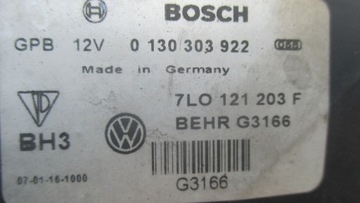 BOSCH
GPB 12V 0 130 303 922 066
Made in Germany
7L0 121 203 F
BH3
BEHR G3166
07-01-16-1000
G3166